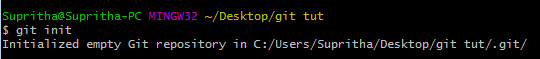 Supritha@Supritha-PC MINGW32 ~/Desktop/git tut
$ git init
Initialized empty Git repository in C:/Users/Supritha/Desktop/git tut/.git/